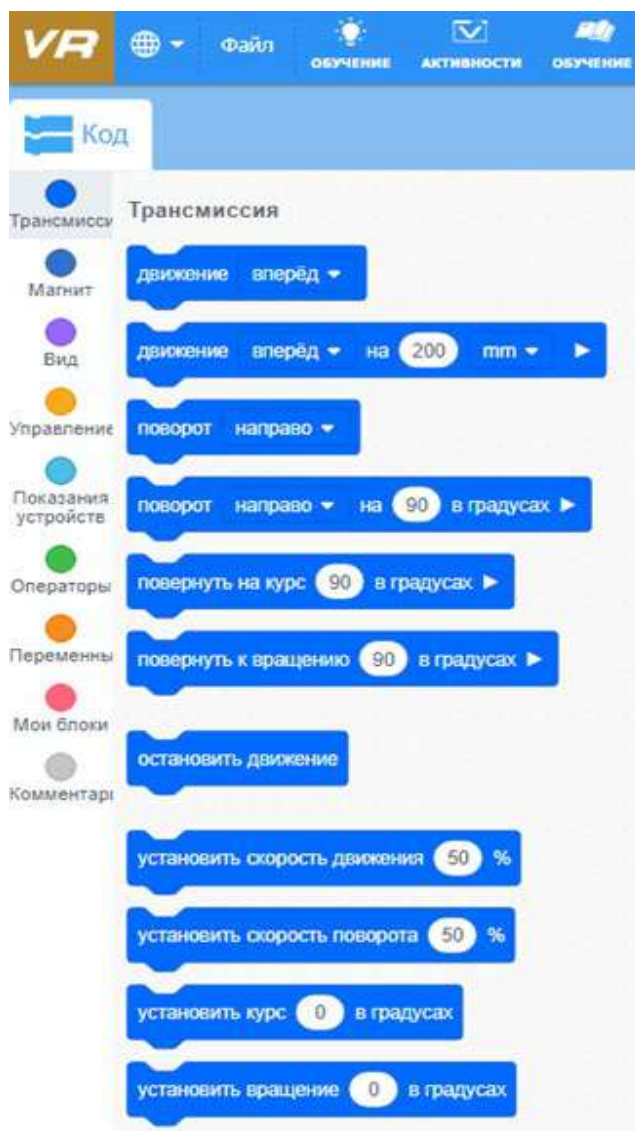 VR
Файл
ОБУЧЕНИЕ
АКТИВНОСТИ
ОБУЧЕНИЕ
Код
Трансмисси
Магнит
Вид
Управление
Показания
устройств
Операторы
Переменны
Мои блоки
Комментарı
Трансмиссия
движение вперёд
движение вперёд на 200 mm
поворот направо
поворот направо на 90 в градусах
повернуть на курс 90 в градусах
повернуть к вращению 90 в градусах
остановить движение
установить скорость движения 50 %
установить скорость поворота 50 %
установить курс 0 в градусах
установить вращение 0 в градусах